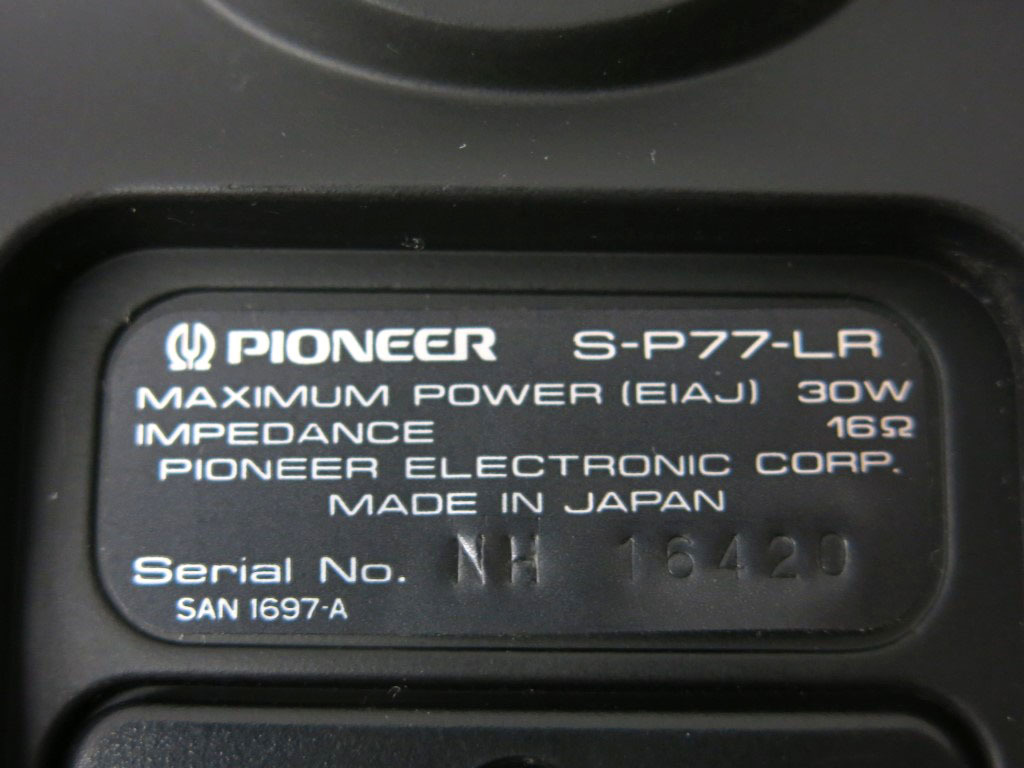 PIONEER S-P77-LR
MAXIMUM POWER (EIAJ) 30W
IMPEDANCE 16Ω
PIONEER ELECTRONIC CORP.
MADE IN JAPAN
Serial No. NH 16420
SAN 1697-A